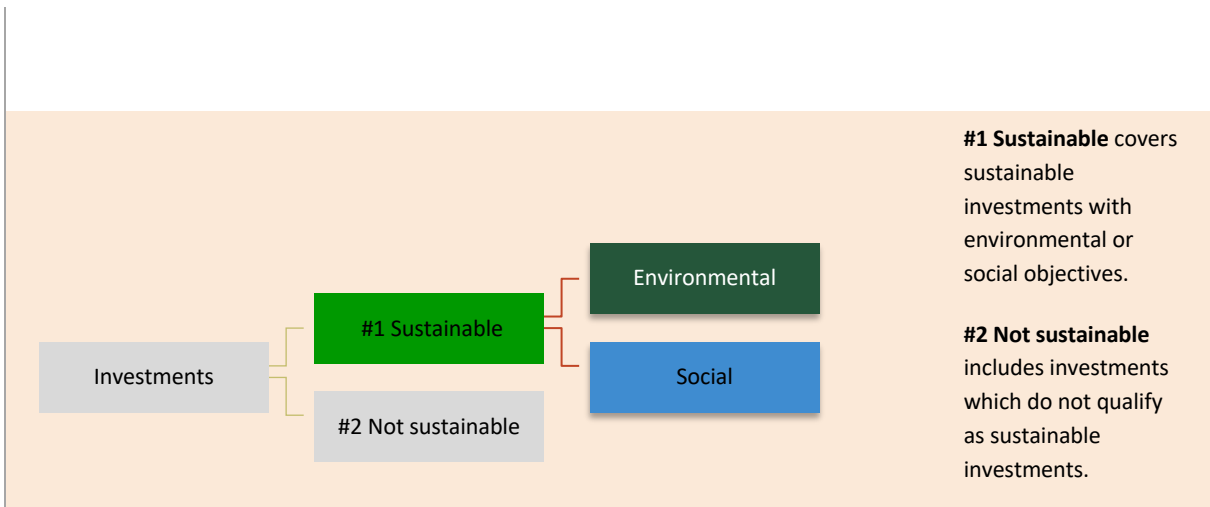 Investments
#1 Sustainable
#2 Not sustainable
Environmental
Social
#1 Sustainable covers
sustainable
investments with
environmental or
social objectives.
#2 Not sustainable
includes investments
which do not qualify
as sustainable
investments.